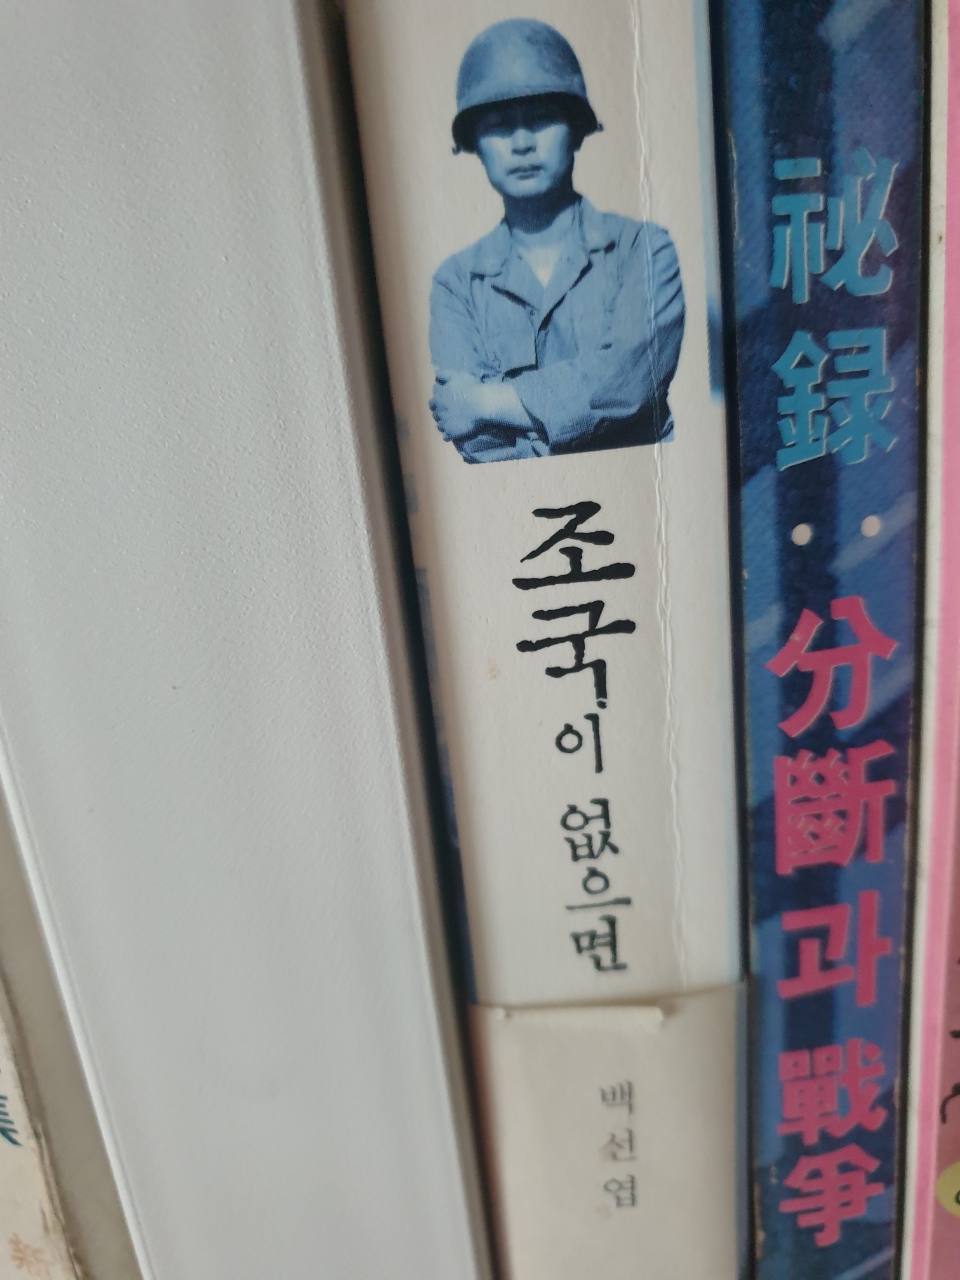 조국이 없으면
백선엽
祕錄·分斷과 戰爭